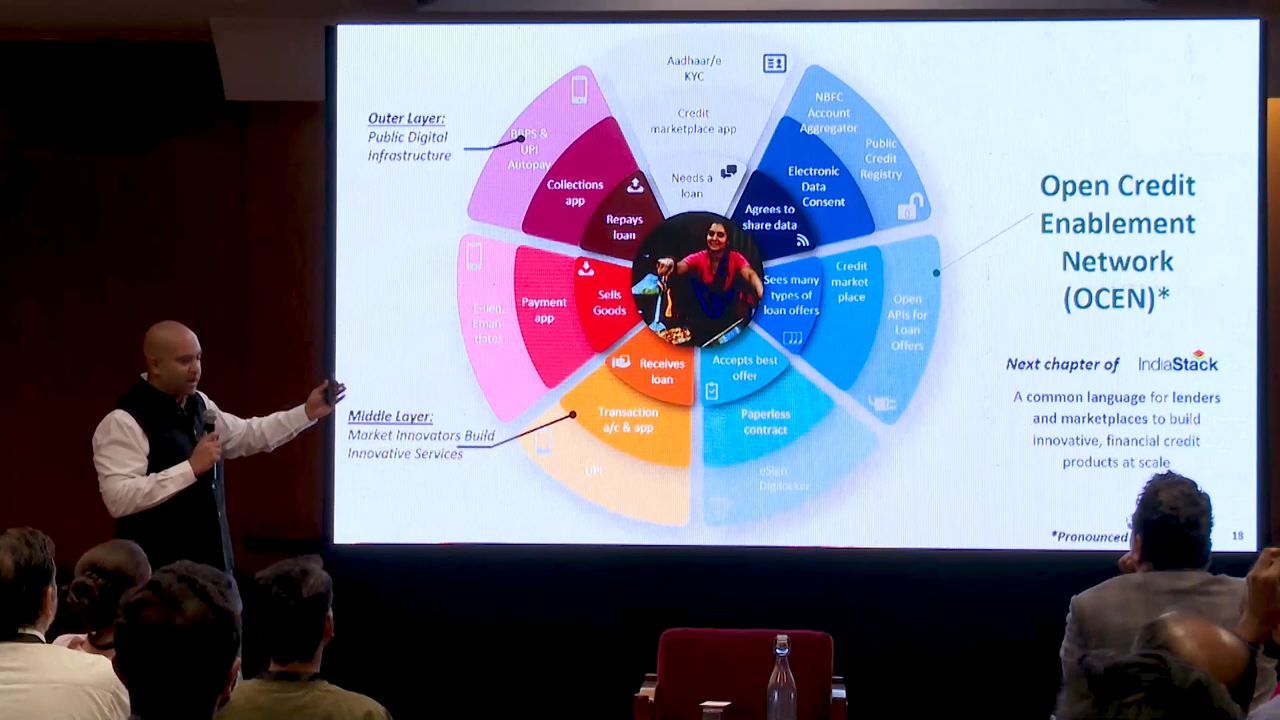 Outer Layer:
Public Digital
Infrastructure
BBPS &
UPI
Autopay
Collections
app
Repays
loan
Aadhaar/e
KYC
Credit
marketplace app
Needs a
loan
NBFC
Account
Aggregator
Public
Credit
Registry
Electronic
Data
Consent
Agrees to
share data
E-lien,
Eman
dates
Payment
app
Sells
Goods
Sees many
types of
loan offers
Credit
market
place
Open
APIs for
Loan
Offers
Receives
loan
Transaction
a/c & app
UPI
Accepts best
offer
Paperless
contract
eSign
Digilocker
Middle Layer:
Market Innovators Build
Innovative Services
Open Credit
Enablement
Network
(OCEN)*
Next chapter of IndiaStack
A common language for lenders
and marketplaces to build
innovative, financial credit
products at scale
*Pronounced
18